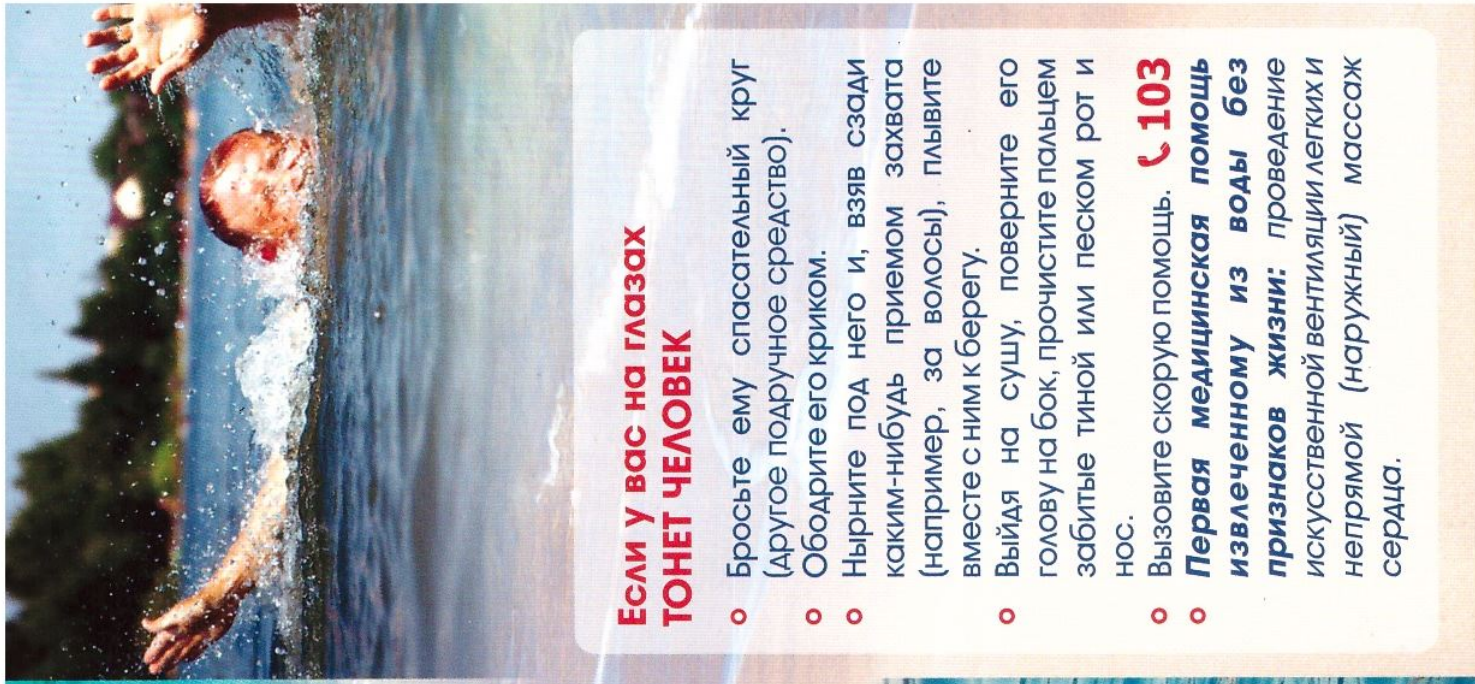 Если у вас на глазах
ТОНЕТ ЧЕЛОВЕК
Бросьте ему спасательный круг
(другое подручное средство).
Ободрите его криком.
Нырните под него и, взяв сзади
каким-нибудь приемом захвата
(например, за волосы), плывите
вместе с ним к берегу.
Выйдя на сушу, поверните его
голову на бок, прочистите пальцем
забитые тиной или песком рот и
нос.
Вызовите скорую помощь. 103
Первая медицинская помощь
извлеченному из воды без
признаков жизни: проведение
искусственной вентиляции легких и
непрямой (наружный) массаж
сердца.